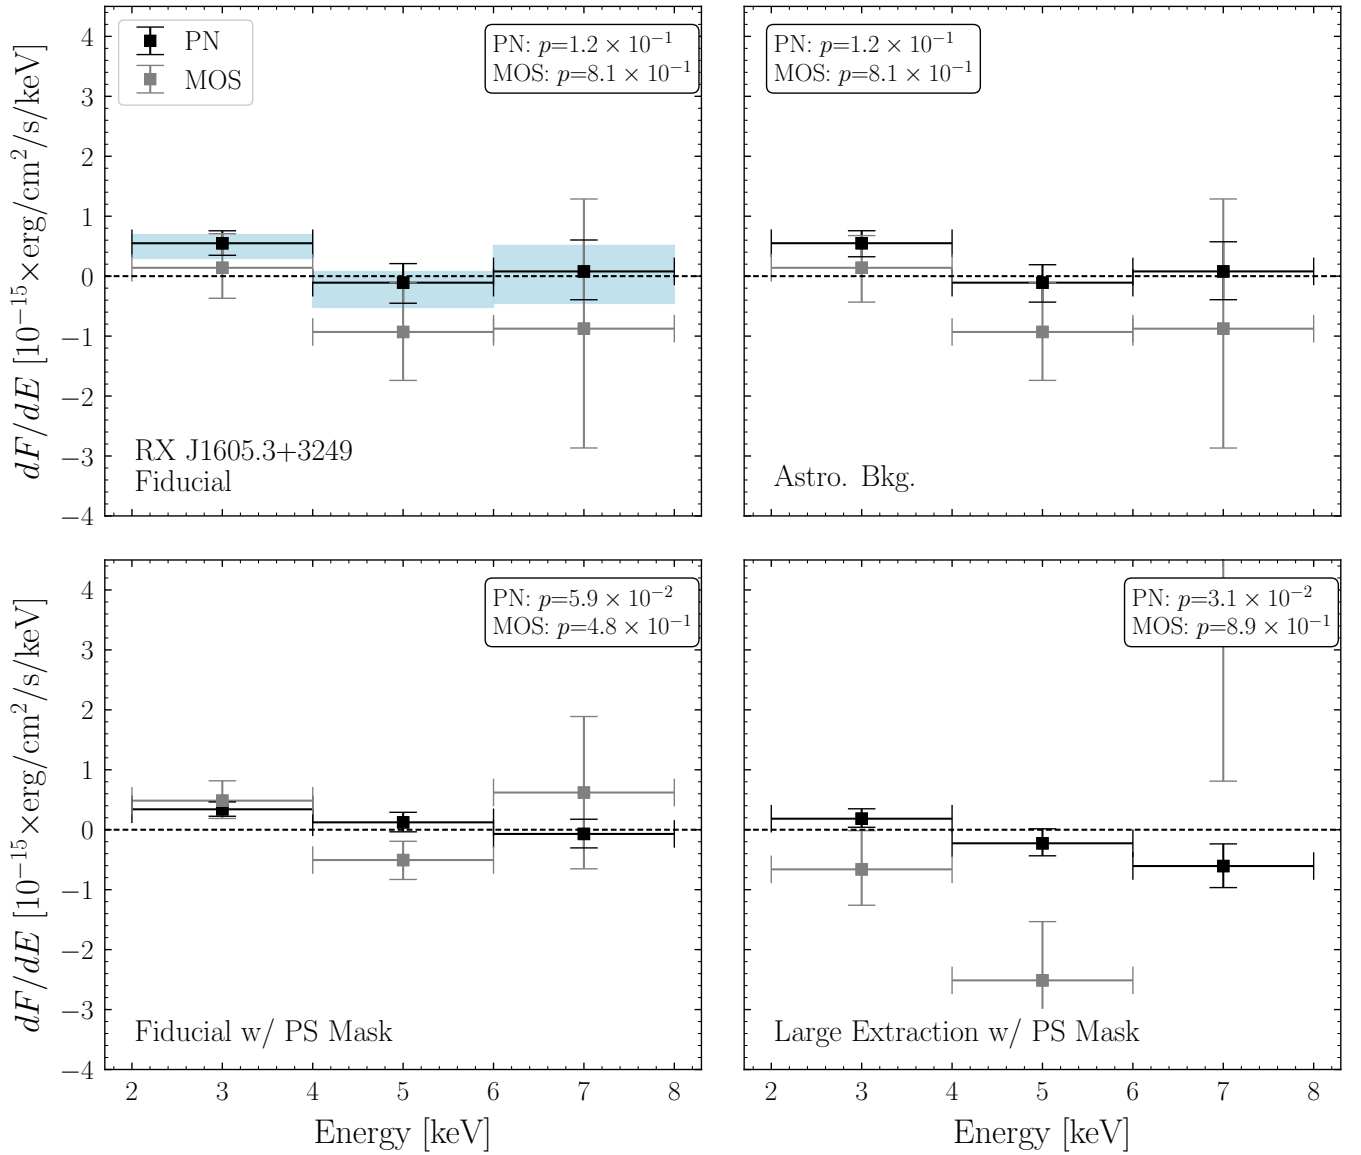 PN
MOS
PN: p=1.2 × 10⁻¹
MOS: p=8.1 × 10⁻¹
4
3
2
1
0
−1
−2
−3
−4
dF/dE [10⁻¹⁵×erg/cm²/s/keV]
RX J1605.3+3249
Fiducial
PN: p=1.2 × 10⁻¹
MOS: p=8.1 × 10⁻¹
Astro. Bkg.
PN: p=5.9 × 10⁻²
MOS: p=4.8 × 10⁻¹
4
3
2
1
0
−1
−2
−3
−4
dF/dE [10⁻¹⁵×erg/cm²/s/keV]
Fiducial w/ PS Mask
2 3 4 5 6 7 8
Energy [keV]
PN: p=3.1 × 10⁻²
MOS: p=8.9 × 10⁻¹
Large Extraction w/ PS Mask
2 3 4 5 6 7 8
Energy [keV]